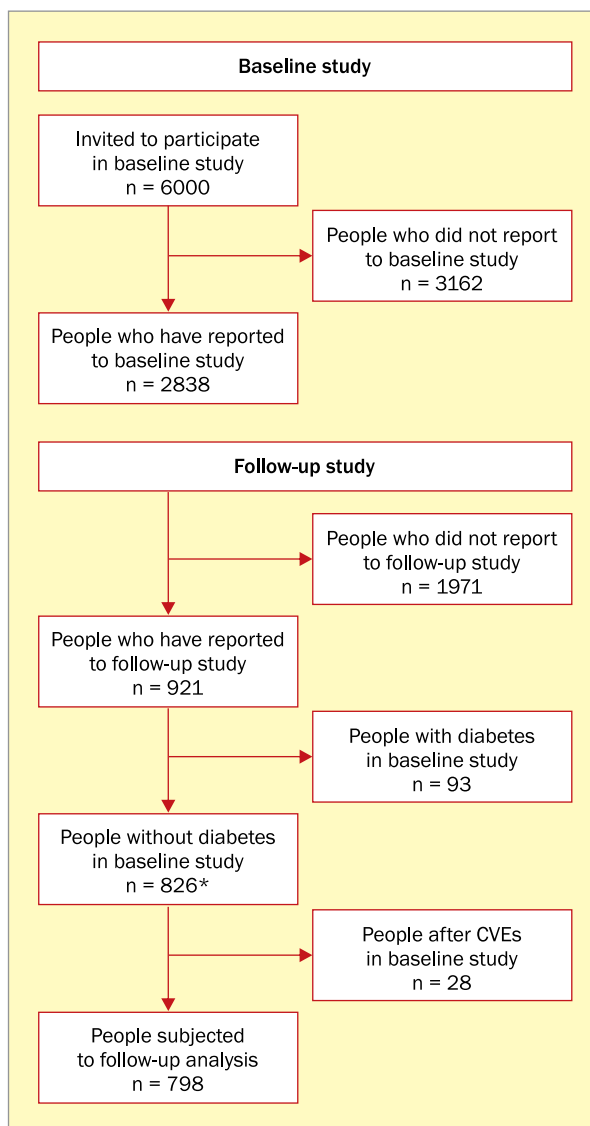 Baseline study
Invited to participate
in baseline study
n = 6000
People who did not report
to baseline study
n = 3162
People who have reported
to baseline study
n = 2838
Follow-up study
People who did not report
to follow-up study
n = 1971
People who have reported
to follow-up study
n = 921
People with diabetes
in baseline study
n = 93
People without diabetes
in baseline study
n = 826*
People after CVEs
in baseline study
n = 28
People subjected
to follow-up analysis
n = 798